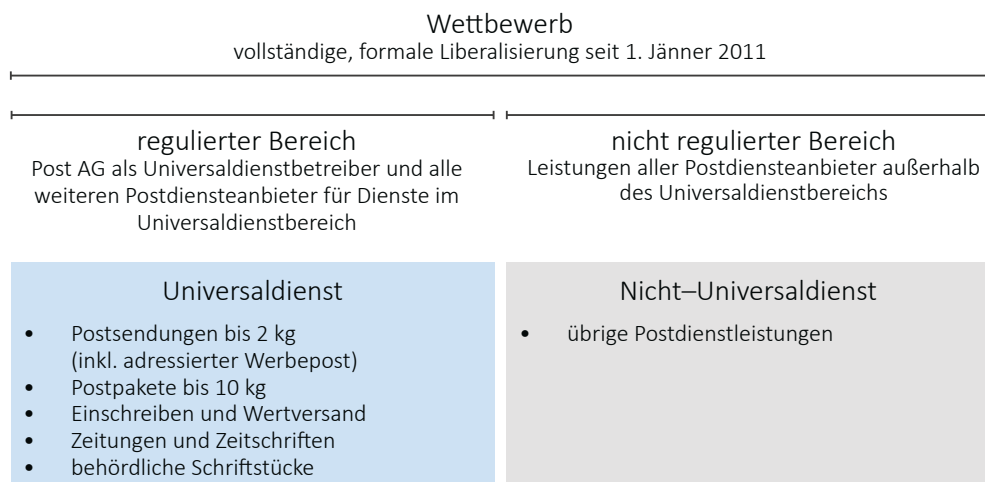 Wettbewerb
vollständige, formale Liberalisierung seit 1. Jänner 2011
regulierter Bereich
Post AG als Universaldienstbetreiber und alle
weiteren Postdiensteanbieter für Dienste im
Universaldienstbereich
nicht regulierter Bereich
Leistungen aller Postdiensteanbieter außerhalb
des Universaldienstbereichs
Universaldienst
• Postsendungen bis 2 kg
(inkl. adressierter Werbepost)
• Postpakete bis 10 kg
• Einschreiben und Wertversand
• Zeitungen und Zeitschriften
• behördliche Schriftstücke
Nicht–Universaldienst
• übrige Postdienstleistungen